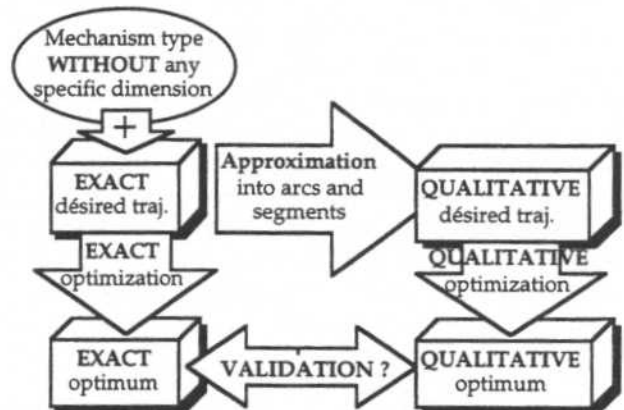 Mechanism type
WITHOUT any
specific dimension
+
EXACT
désired traj.
Approximation
into arcs and
segments
QUALITATIVE
désired traj.
EXACT
optimization
QUALITATIVE
optimization
EXACT
optimum
VALIDATION ?
QUALITATIVE
optimum